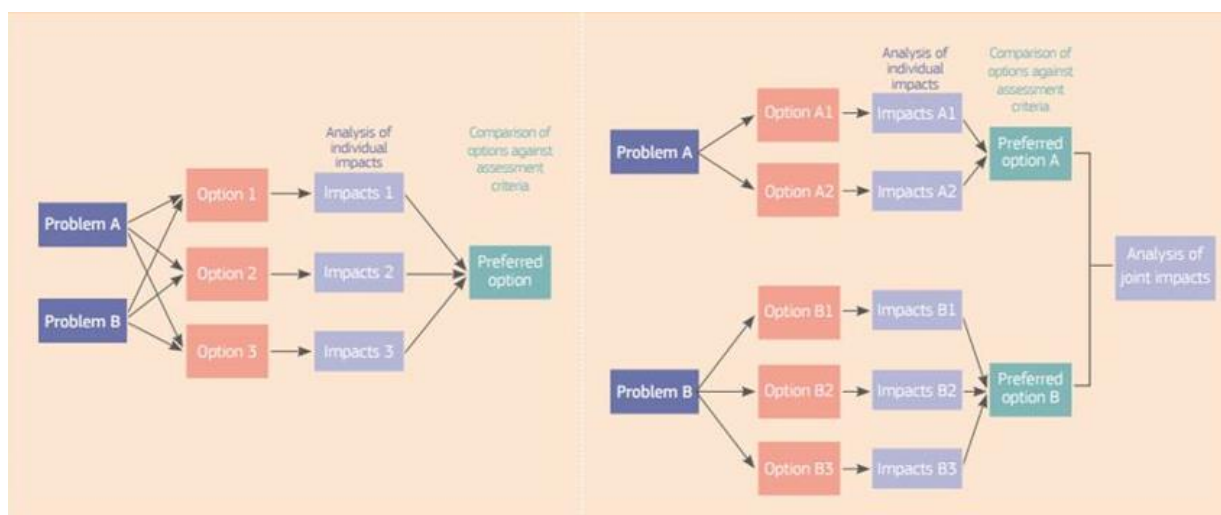 Analysis of
individual
impacts
Comparison of
options against
assessment
criteria
Problem A
Problem B
Option 1
Impacts 1
Option 2
Impacts 2
Option 3
Impacts 3
Preferred
option
Analysis of
individual
impacts
Comparison of
options against
assessment
criteria
Problem A
Option A1
Impacts A1
Option A2
Impacts A2
Preferred
option A
Problem B
Option B1
Impacts B1
Option B2
Impacts B2
Option B3
Impacts B3
Preferred
option B
Analysis of
joint impacts